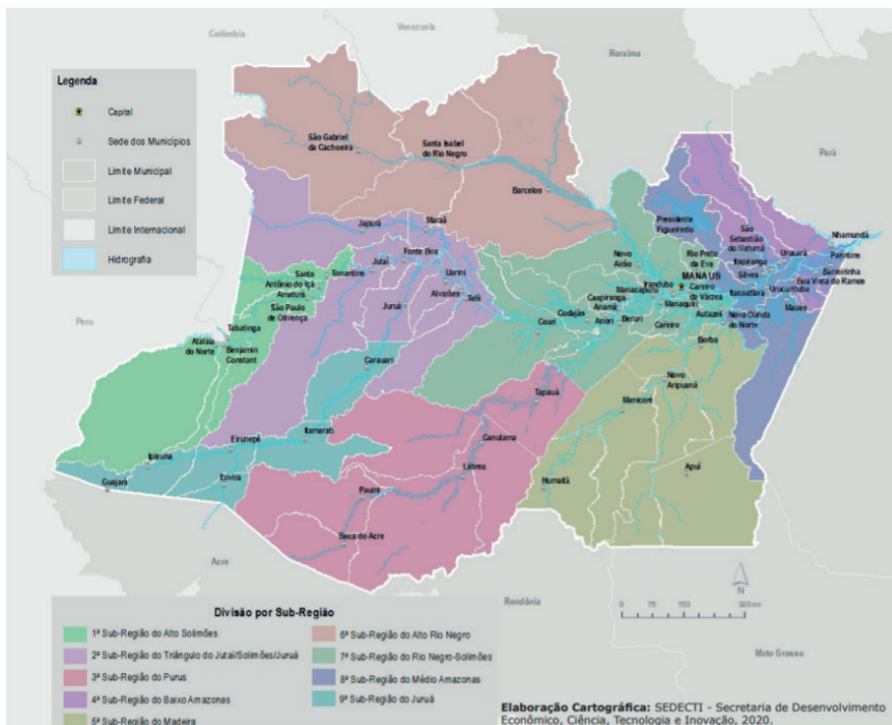 Colômbia
Venezuela
Roraima
Pará
Peru
Acre
Rondônia
Mato Grosso
Legenda
Capital
Sede dos Municípios
Limite Municipal
Limite Federal
Limite Internacional
Hidrografia
São Gabriel
da Cachoeira
Santa Isabel
do Rio Negro
Barcelos
Japurá
Maraã
Fonte Boa
Jutaí
Tonantins
Santo
Antônio do Içá
Amaturá
São Paulo
de Olivença
Tabatinga
Atalaia
do Norte
Benjamin
Constant
Uarini
Alvarães
Tefé
Juruá
Carauari
Coari
Codajás
Anori
Anamã
Caapiranga
Beruri
Manacapuru
Iranduba
Novo
Airão
MANAUS
Careiro
da Várzea
Manaquiri
Careiro
Autazes
Rio Preto
da Eva
Presidente
Figueiredo
São
Sebastião
do Uatumã
Itapiranga
Silves
Urucará
Itacoatiara
Urucurituba
Nhamundá
Parintins
Barreirinha
Boa Vista do Ramos
Maués
Nova Olinda
do Norte
Borba
Novo
Aripuanã
Manicoré
Humaitá
Apuí
Tapauá
Canutama
Lábrea
Pauini
Boca do Acre
Itamarati
Eirunepé
Envira
Ipixuna
Guajará
N
0 75 150 300 km
Divisão por Sub-Região
1ª Sub-Região do Alto Solimões
2ª Sub-Região do Triângulo do Jutaí/Solimões/Juruá
3ª Sub-Região do Purus
4ª Sub-Região do Baixo Amazonas
5ª Sub-Região do Madeira
6ª Sub-Região do Alto Rio Negro
7ª Sub-Região do Rio Negro-Solimões
8ª Sub-Região do Médio Amazonas
9ª Sub-Região do Juruá
Elaboração Cartográfica: SEDECTI - Secretaria de Desenvolvimento
Econômico, Ciência, Tecnologia e Inovação, 2020.